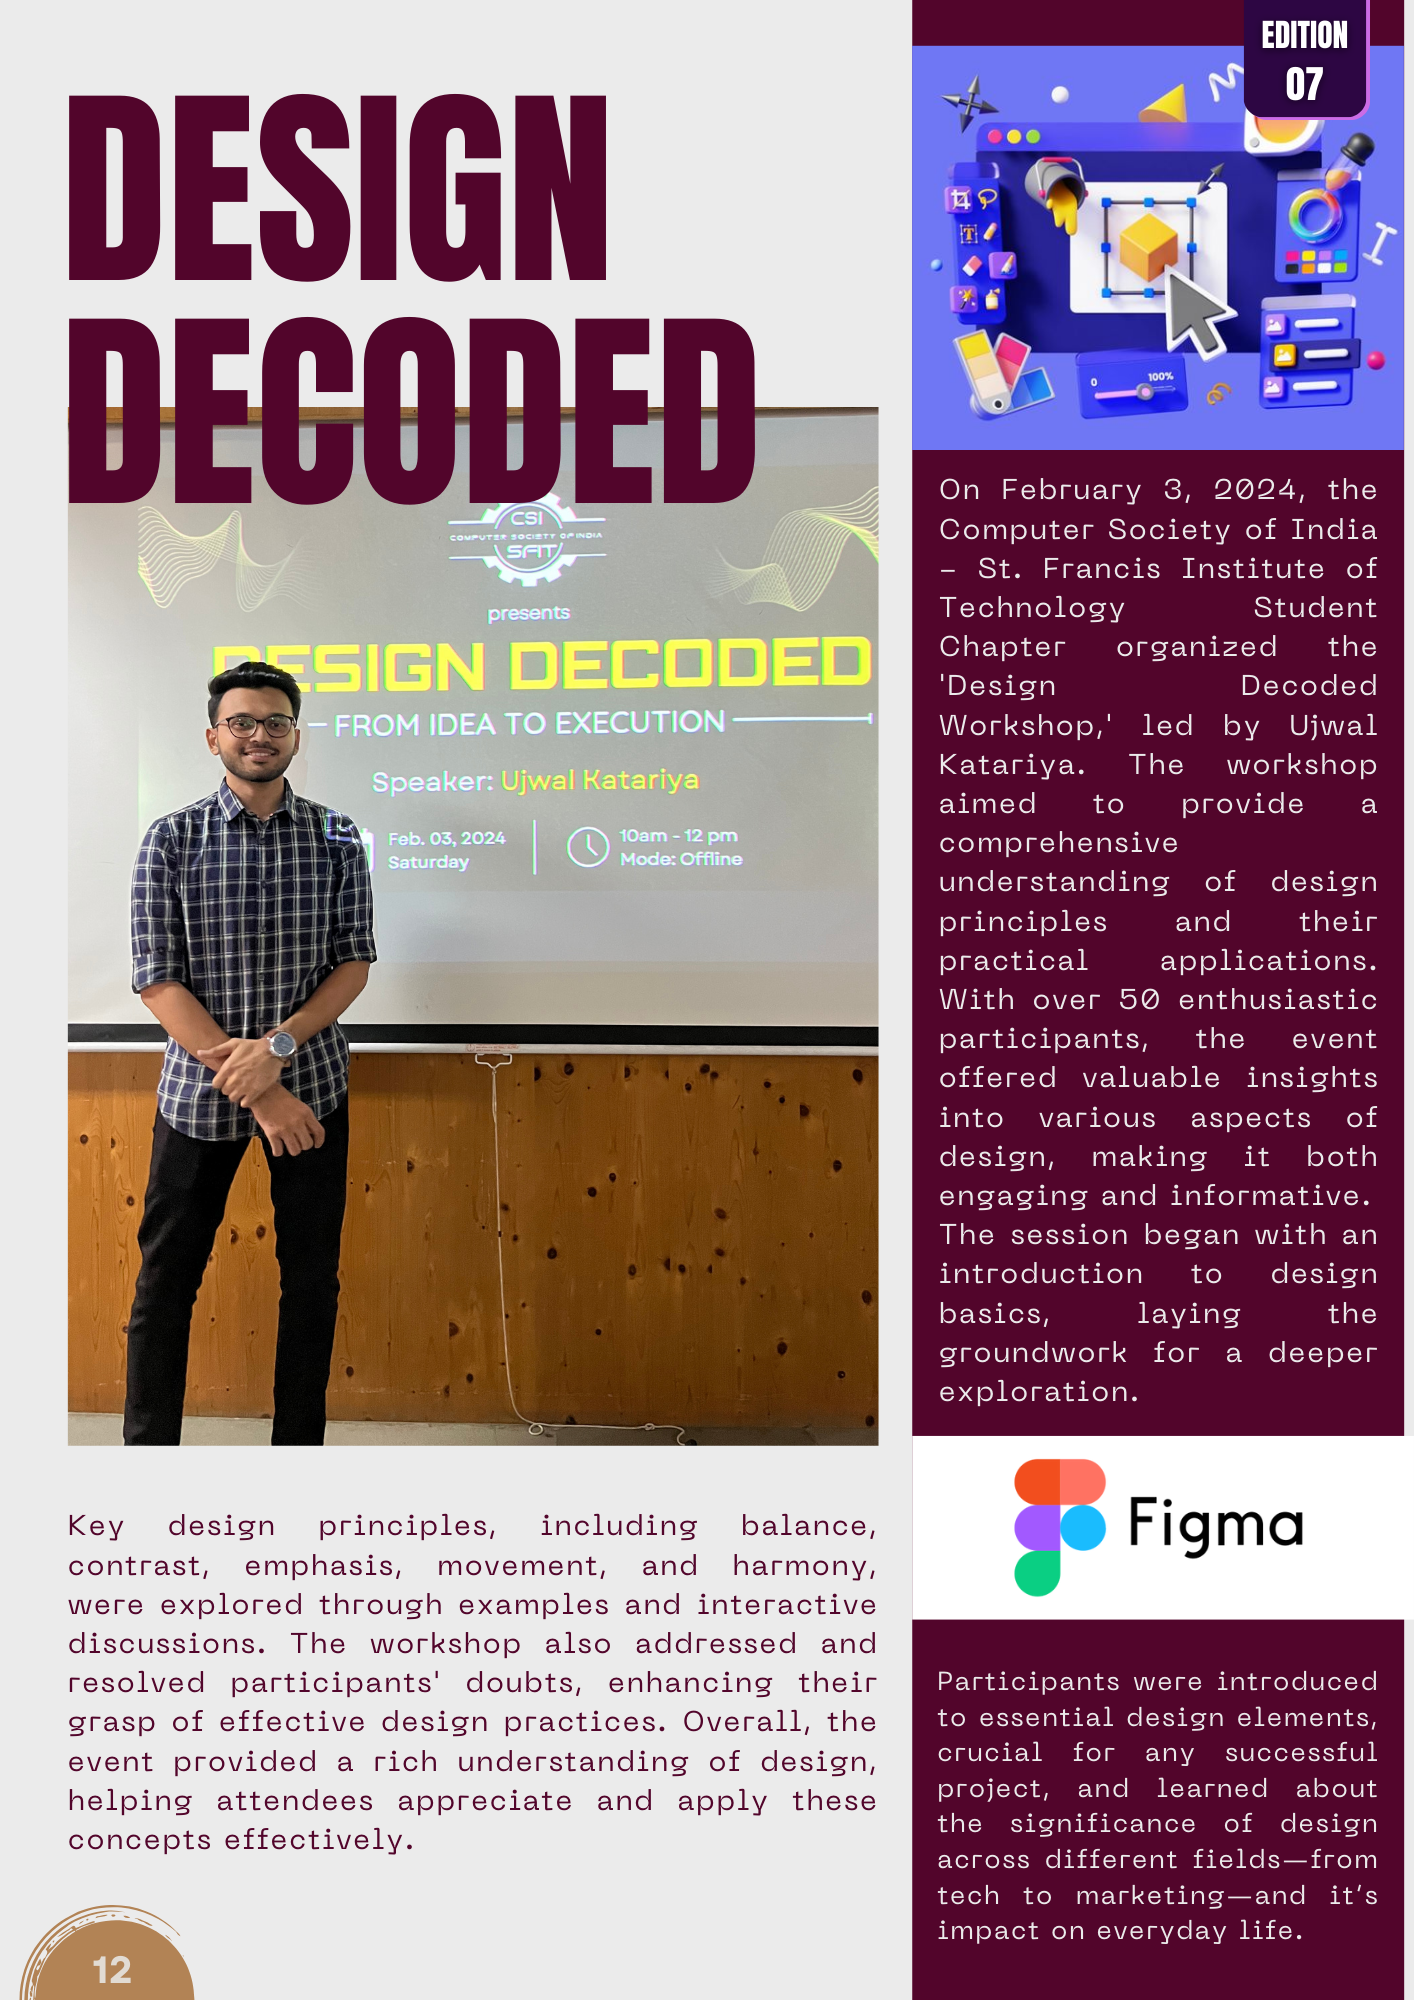 EDITION
07
DESIGN
DECODED
CSI
COMPUTER SOCIETY OF INDIA
SFIT
presents
DESIGN DECODED
FROM IDEA TO EXECUTION
Speaker: Ujwal Katariya
Feb. 03, 2024
Saturday
10am - 12 pm
Mode: Offline
T
0
100%
On February 3, 2024, the
Computer Society of India
– St. Francis Institute of
Technology Student
Chapter organized the
'Design Decoded
Workshop,' led by Ujwal
Katariya. The workshop
aimed to provide a
comprehensive
understanding of design
principles and their
practical applications.
With over 50 enthusiastic
participants, the event
offered valuable insights
into various aspects of
design, making it both
engaging and informative.
The session began with an
introduction to design
basics, laying the
groundwork for a deeper
exploration.
Figma
Participants were introduced
to essential design elements,
crucial for any successful
project, and learned about
the significance of design
across different fields—from
tech to marketing—and it's
impact on everyday life.
Key design principles, including balance,
contrast, emphasis, movement, and harmony,
were explored through examples and interactive
discussions. The workshop also addressed and
resolved participants' doubts, enhancing their
grasp of effective design practices. Overall, the
event provided a rich understanding of design,
helping attendees appreciate and apply these
concepts effectively.
12